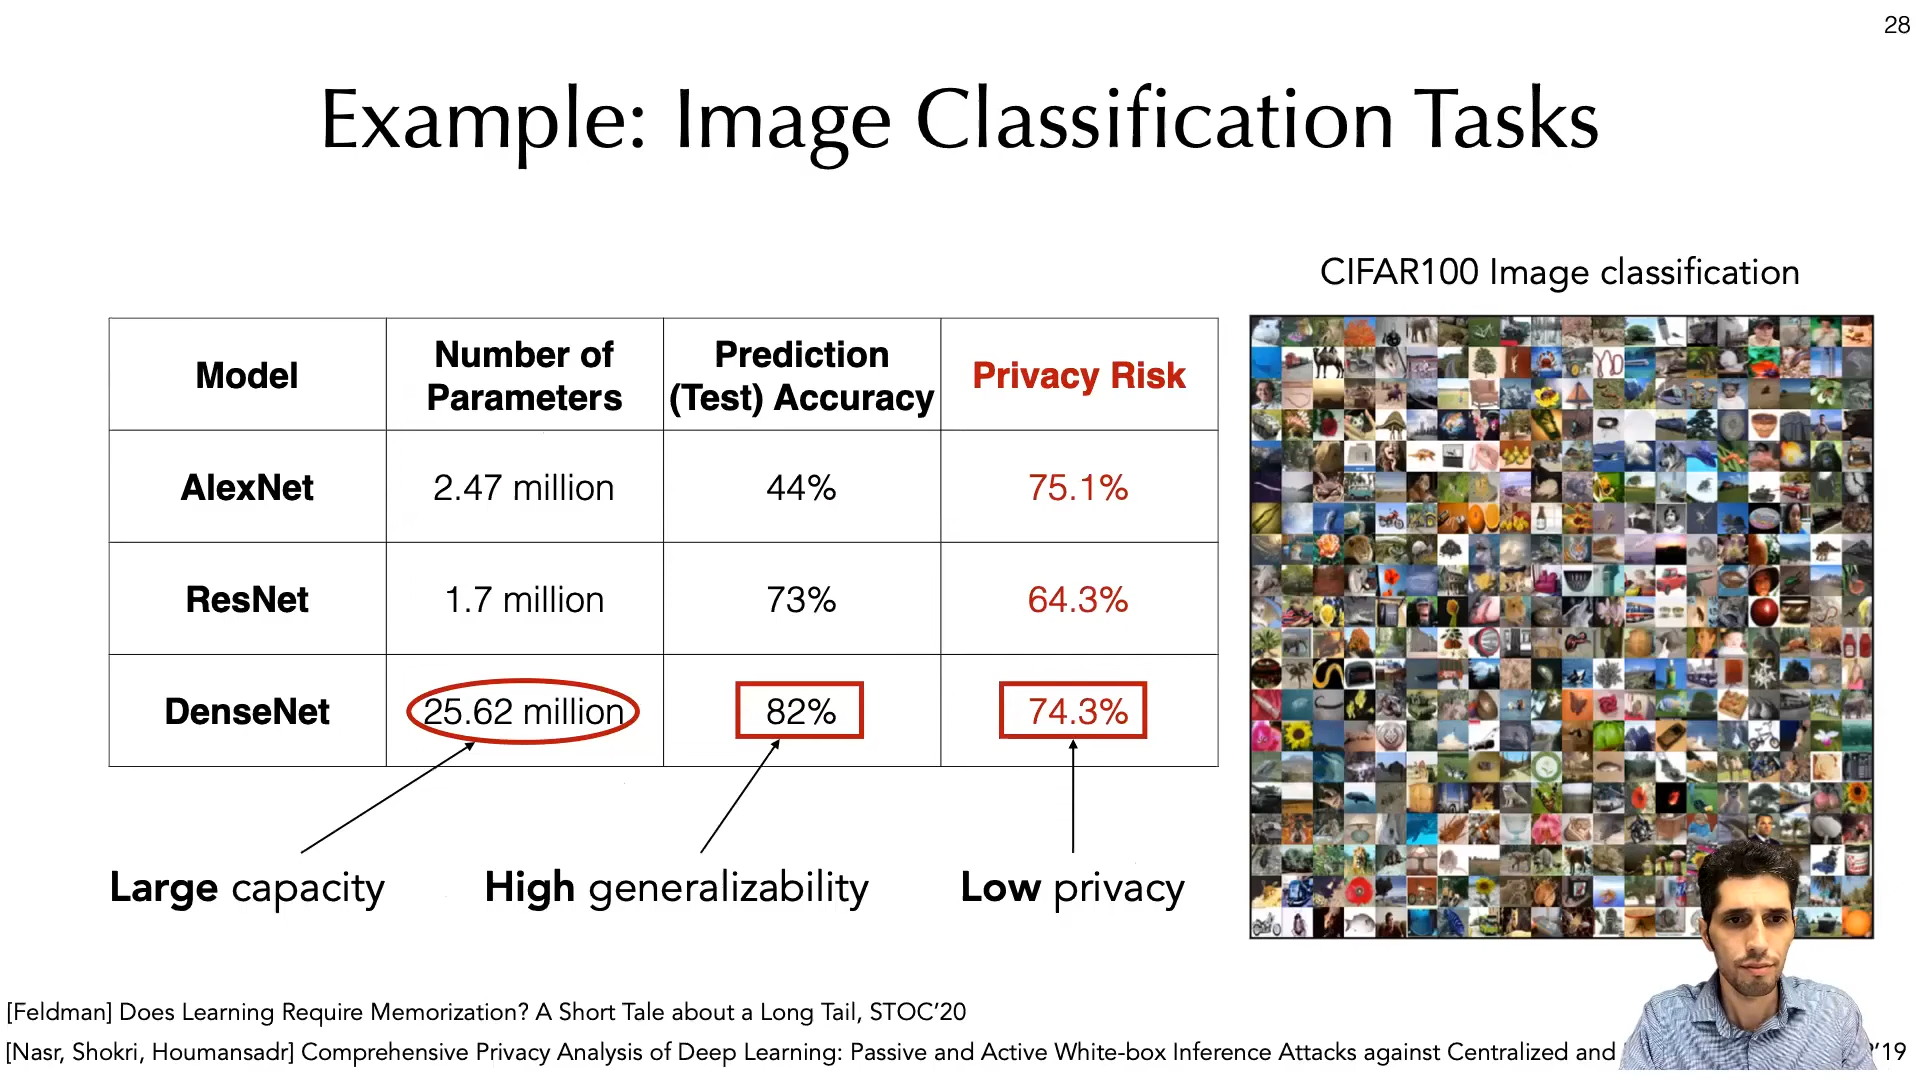 28
Example: Image Classification Tasks
CIFAR100 Image classification
Model
Number of
Parameters
Prediction
(Test) Accuracy
Privacy Risk
AlexNet
2.47 million
44%
75.1%
ResNet
1.7 million
73%
64.3%
DenseNet
25.62 million
82%
74.3%
Large capacity
High generalizability
Low privacy
[Feldman] Does Learning Require Memorization? A Short Tale about a Long Tail, STOC’20
[Nasr, Shokri, Houmansadr] Comprehensive Privacy Analysis of Deep Learning: Passive and Active White-box Inference Attacks against Centralized and ’19